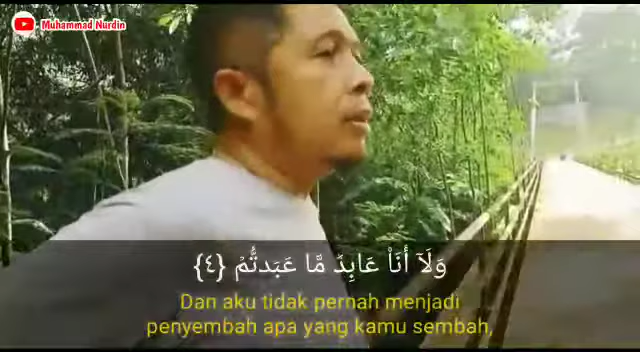 Muhammad Nurdin
وَلَآ أَنَا۠ عَابِدٌ مَّا عَبَدتُّمْ {٤}
Dan aku tidak pernah menjadi
penyembah apa yang kamu sembah,